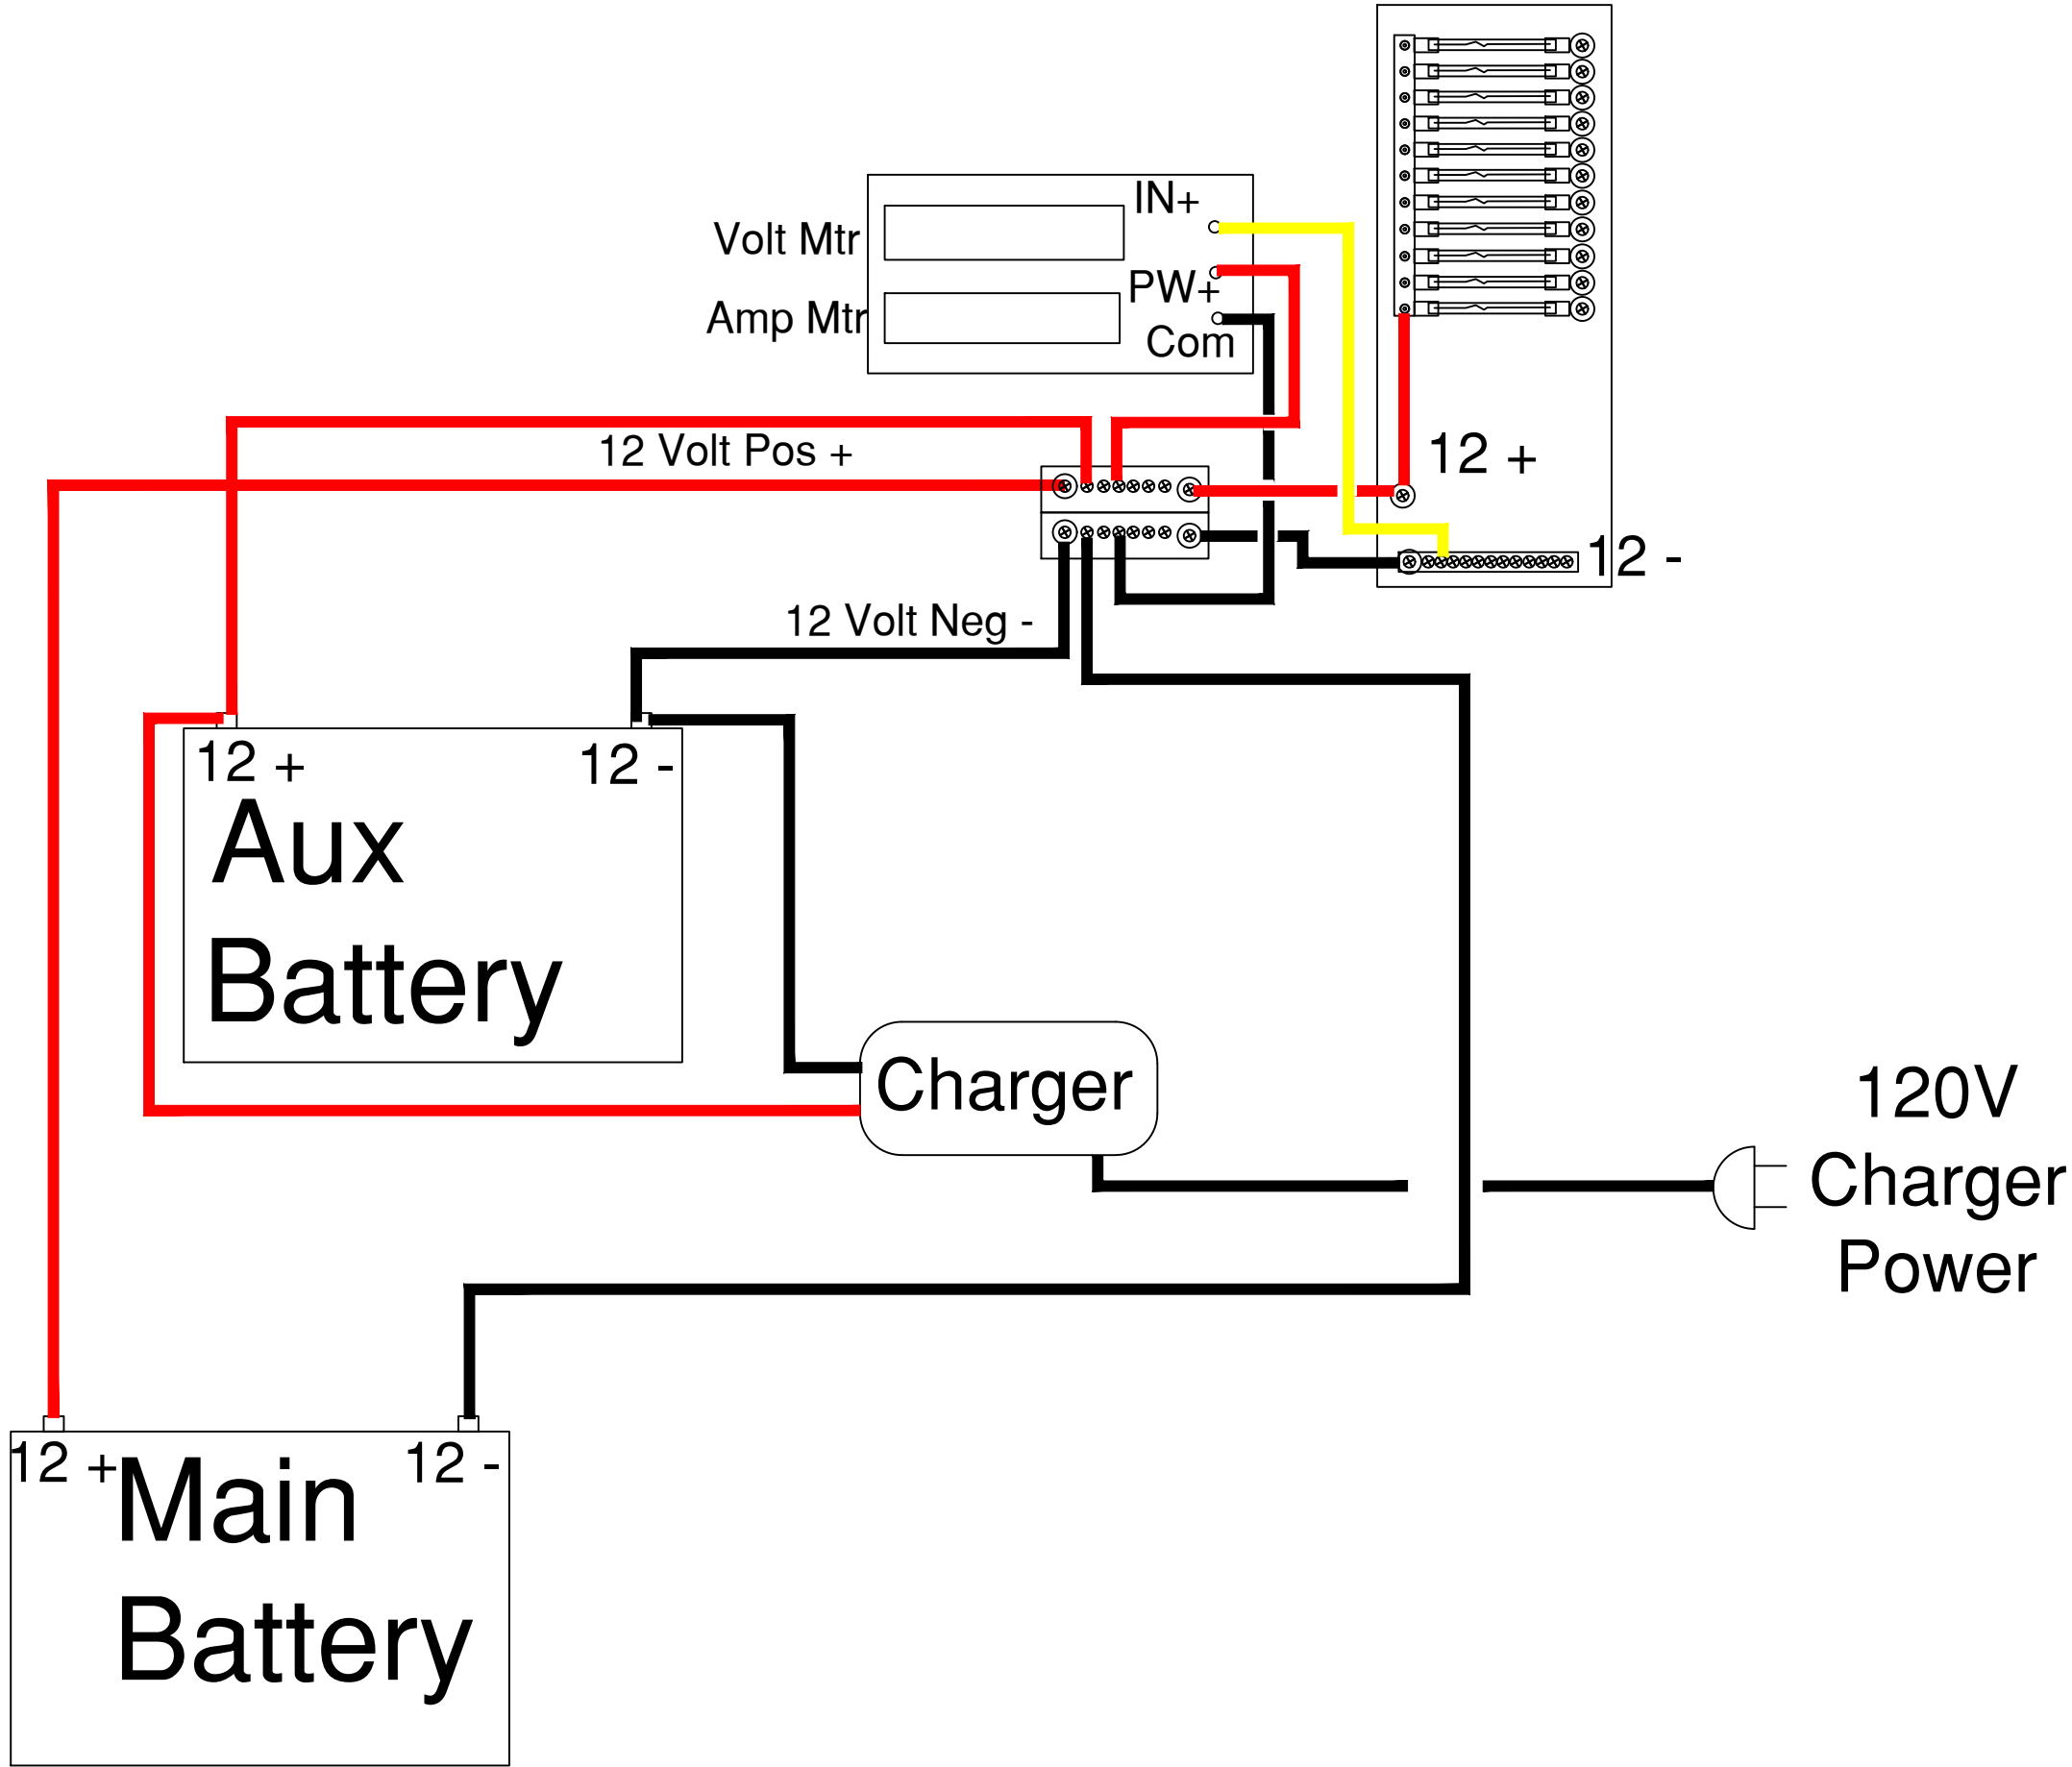 IN+
Volt Mtr
PW+
Amp Mtr
Com
12 Volt Pos +
12 +
12 -
12 Volt Neg -
12 +
12 -
Aux
Battery
Charger
120V
Charger
Power
12 +
12 -
Main
Battery